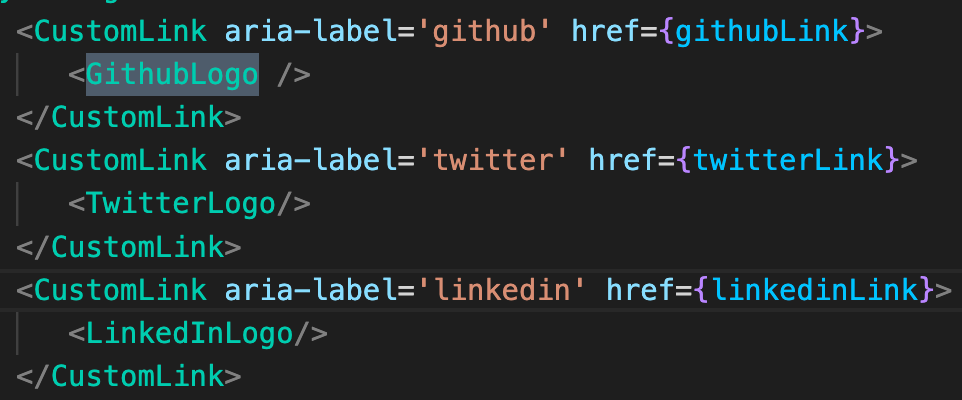 <CustomLink aria-label='github' href={githubLink}>
<GithubLogo />
</CustomLink>
<CustomLink aria-label='twitter' href={twitterLink}>
<TwitterLogo/>
</CustomLink>
<CustomLink aria-label='linkedin' href={linkedinLink}>
<LinkedInLogo/>
</CustomLink>